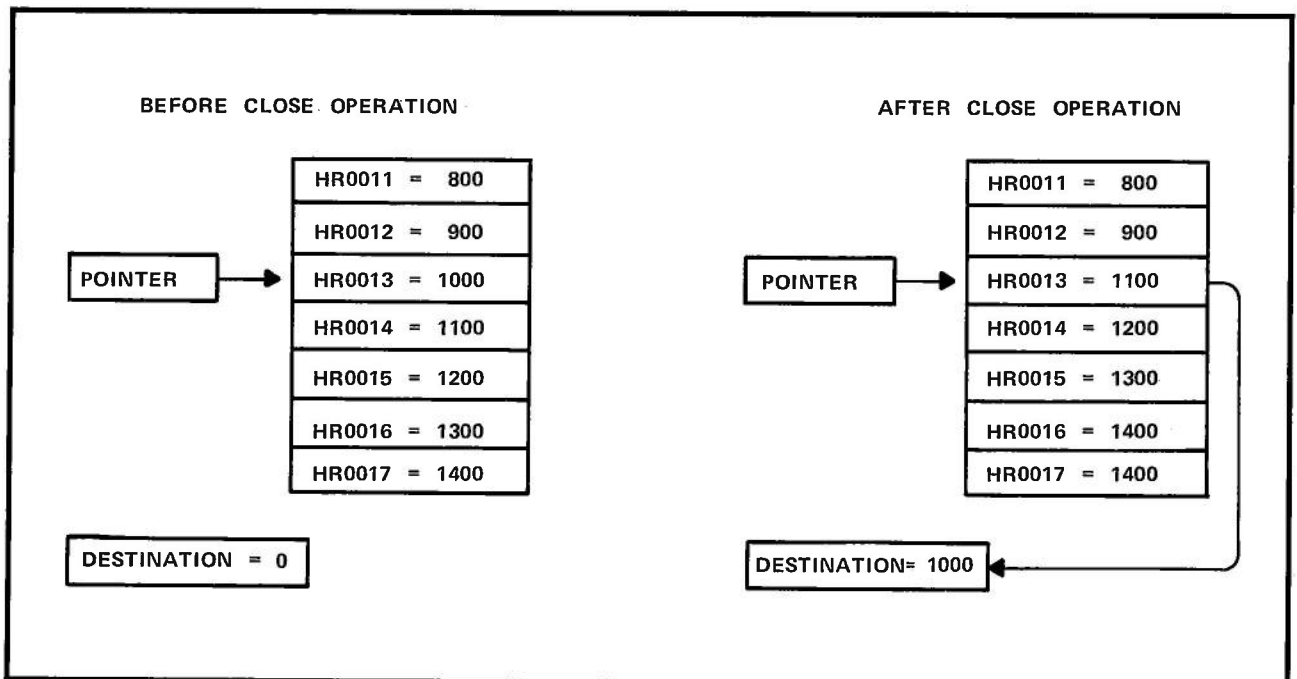 BEFORE CLOSE OPERATION
HR0011 = 800
HR0012 = 900
POINTER
HR0013 = 1000
HR0014 = 1100
HR0015 = 1200
HR0016 = 1300
HR0017 = 1400
DESTINATION = 0
AFTER CLOSE OPERATION
HR0011 = 800
HR0012 = 900
POINTER
HR0013 = 1100
HR0014 = 1200
HR0015 = 1300
HR0016 = 1400
HR0017 = 1400
DESTINATION= 1000